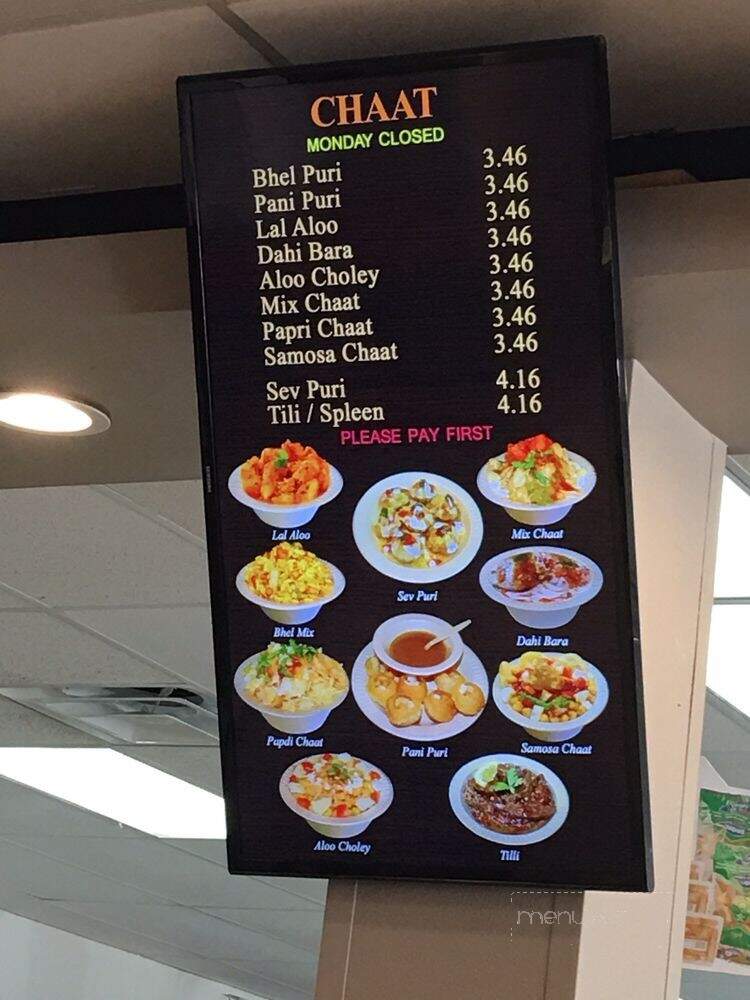 CHAAT
MONDAY CLOSED
Bhel Puri 3.46
Pani Puri 3.46
Lal Aloo 3.46
Dahi Bara 3.46
Aloo Choley 3.46
Mix Chaat 3.46
Papri Chaat 3.46
Samosa Chaat 3.46
Sev Puri 4.16
Tili / Spleen 4.16
PLEASE PAY FIRST
Lal Aloo
Mix Chaat
Sev Puri
Bhel Mix
Dahi Bara
Papdi Chaat
Pani Puri
Samosa Chaat
Aloo Choley
Tilli